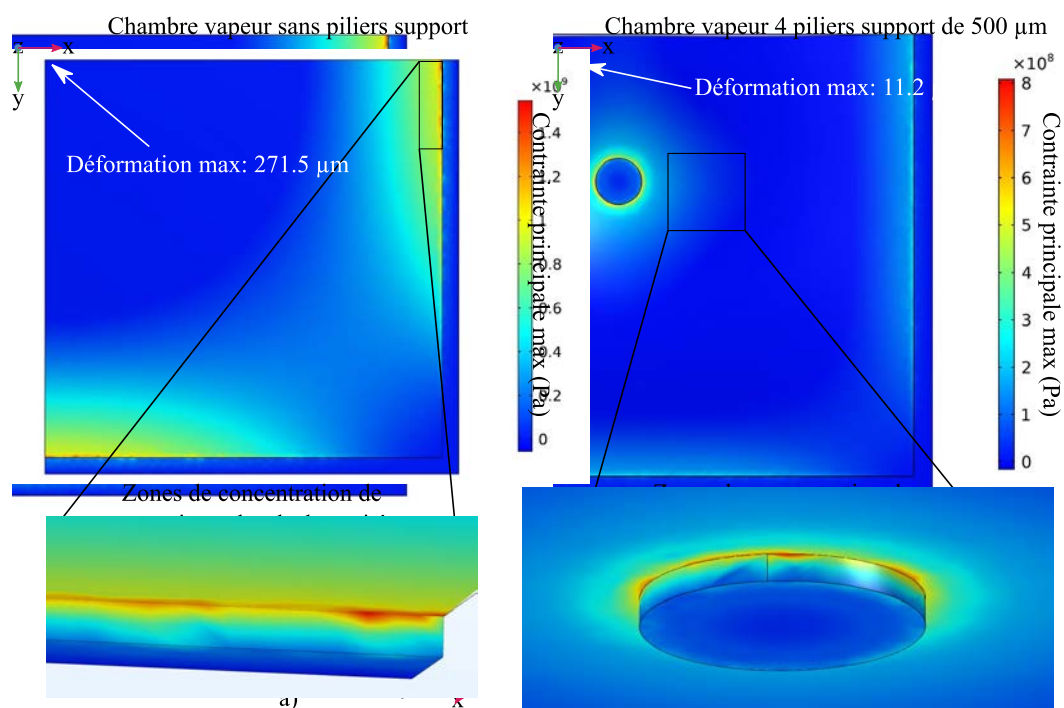 Chambre vapeur sans piliers support
z
x
y
Déformation max: 271.5 µm
×10⁹
1.4
1.2
0.8
0.6
0.4
0.2
0
Contrainte principale max (Pa)
Zones de concentration de
a)
x
Chambre vapeur 4 piliers support de 500 µm
z
x
y
Déformation max: 11.2
×10⁸
8
7
6
5
4
3
2
1
0
Contrainte principale max (Pa)